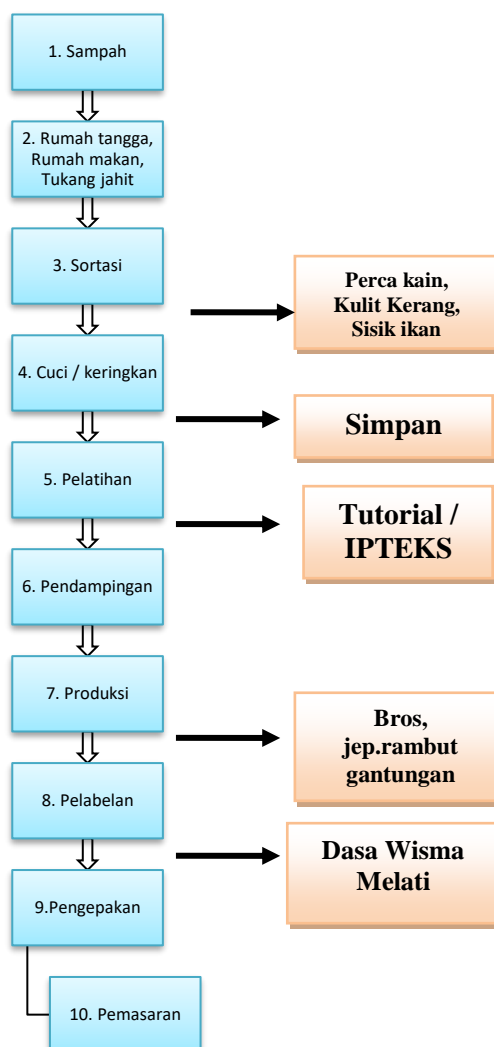 1. Sampah
2. Rumah tangga,
Rumah makan,
Tukang jahit
3. Sortasi
Perca kain,
Kulit Kerang,
Sisik ikan
4. Cuci / keringkan
Simpan
5. Pelatihan
Tutorial /
IPTEKS
6. Pendampingan
7. Produksi
Bros,
jep.rambut
gantungan
8. Pelabelan
Dasa Wisma
Melati
9.Pengepakan
10. Pemasaran